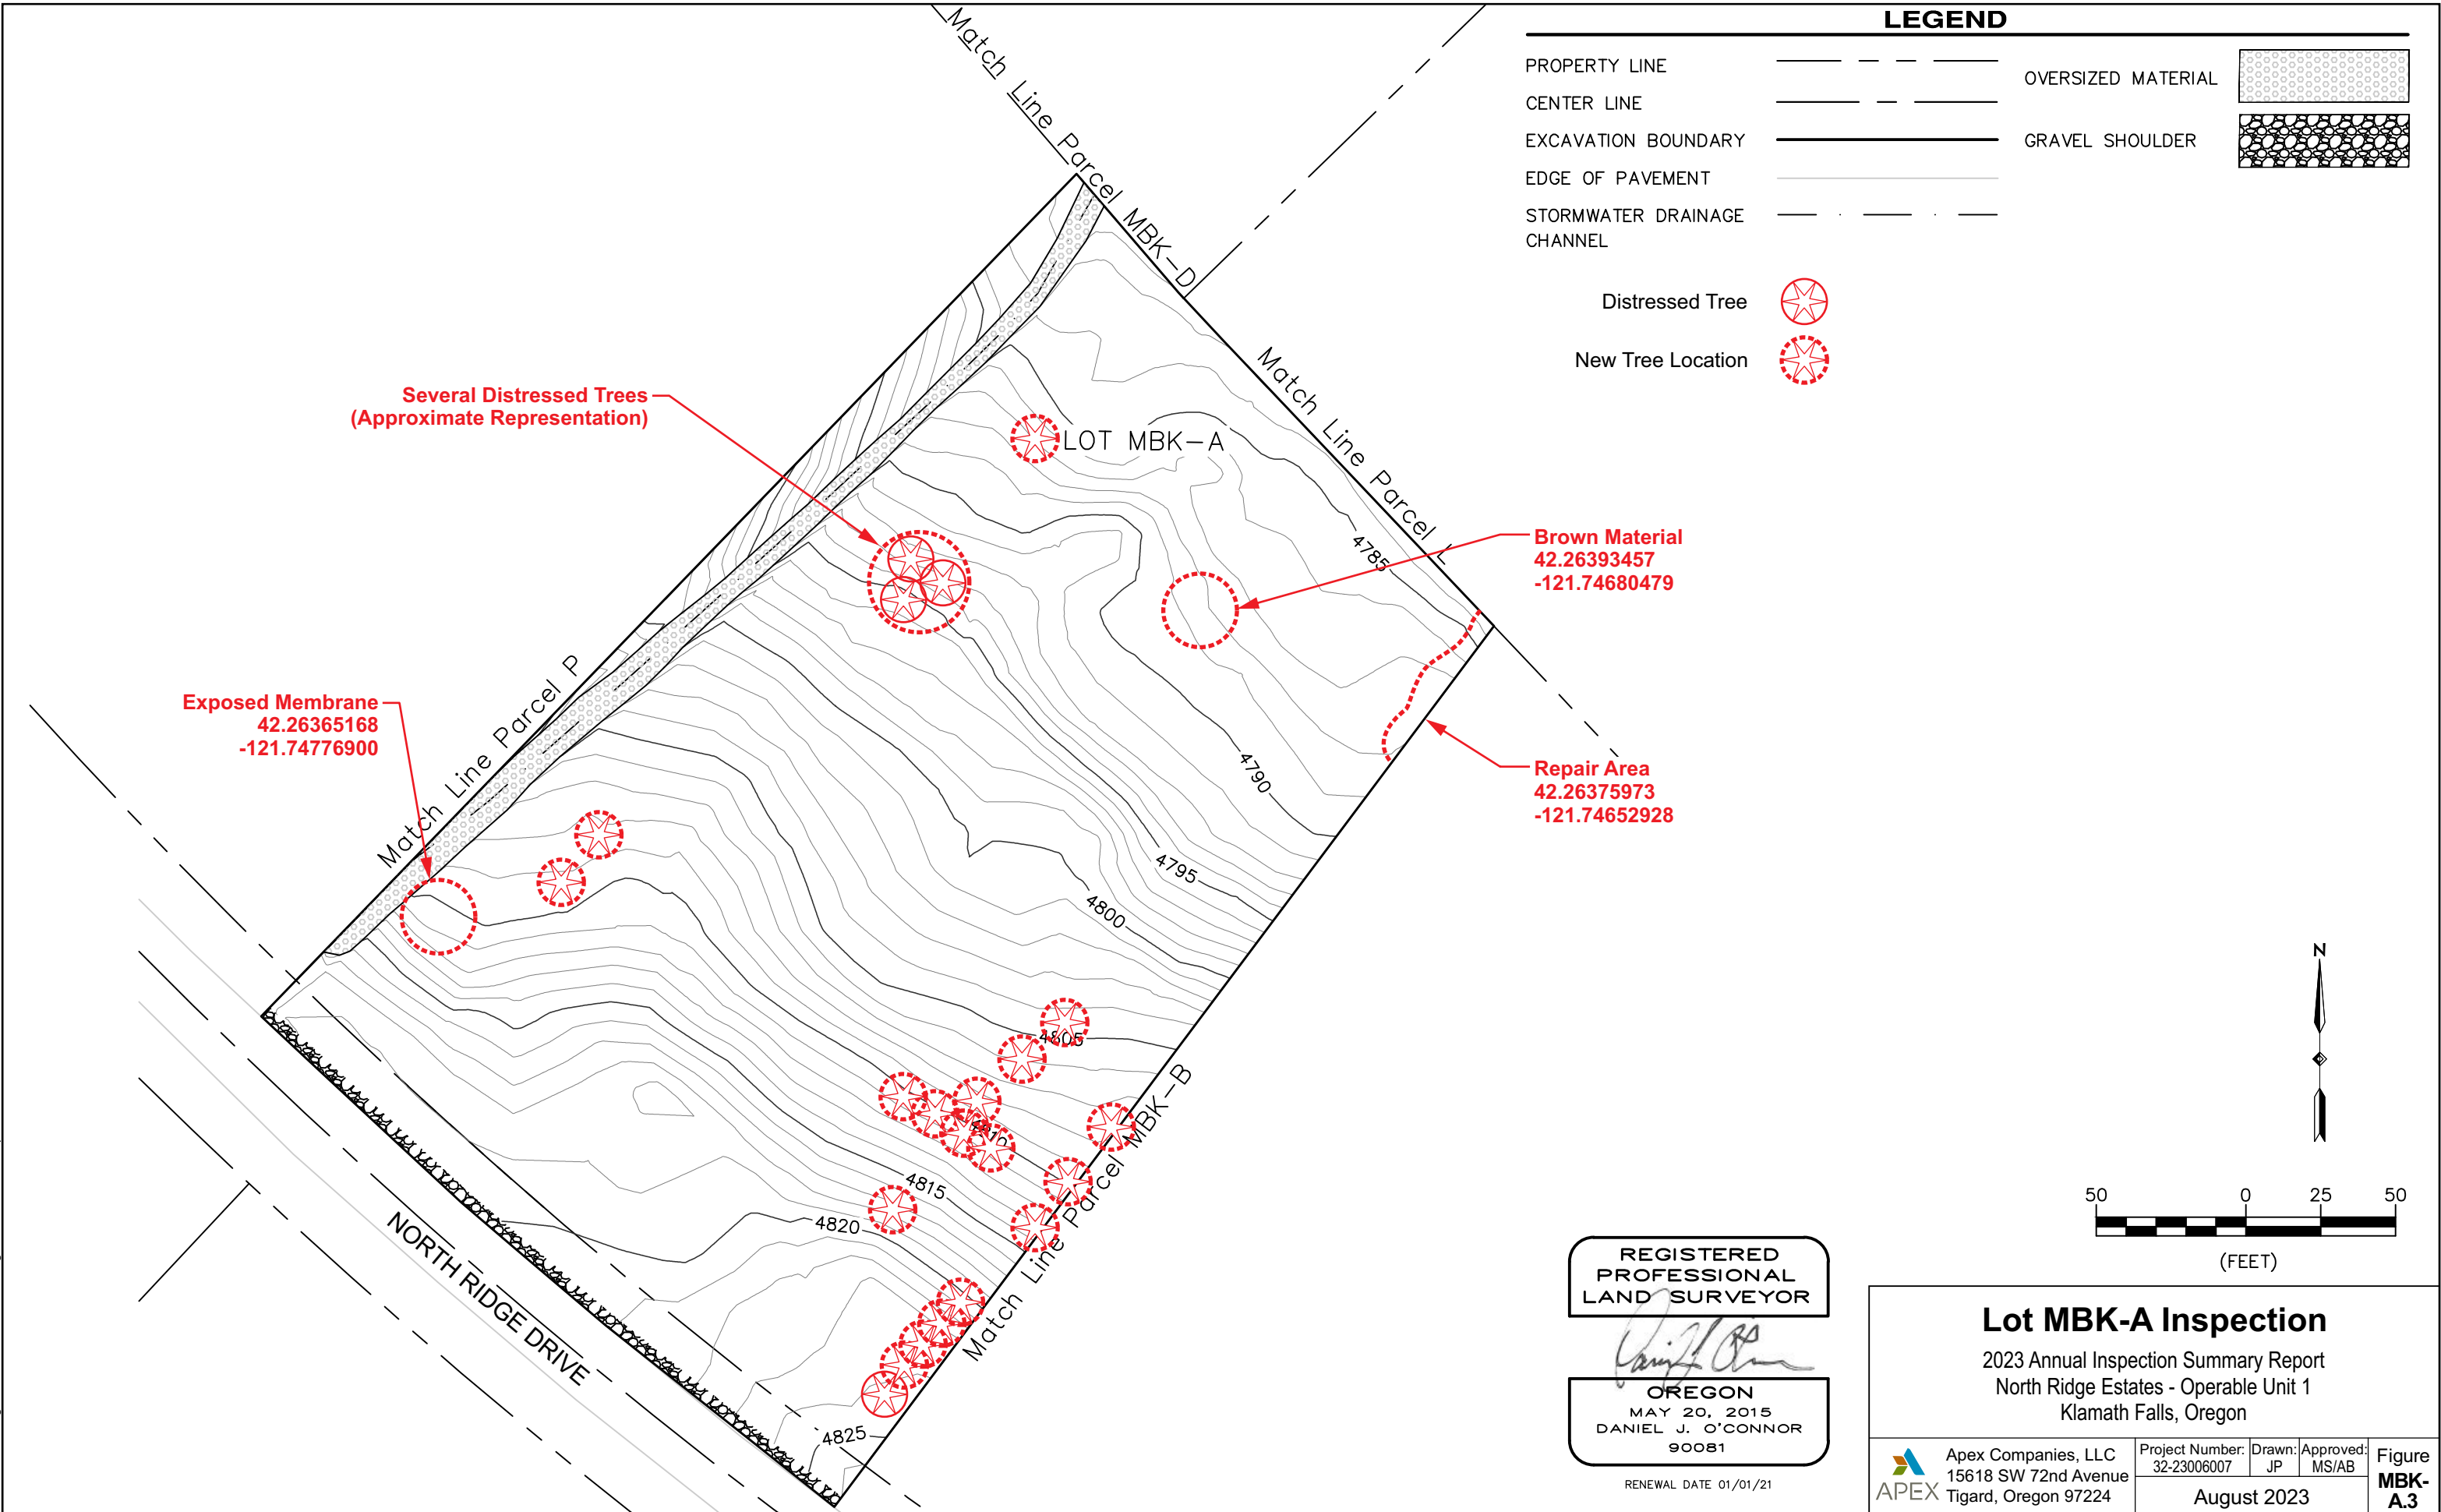 LEGEND
PROPERTY LINE
CENTER LINE
EXCAVATION BOUNDARY
EDGE OF PAVEMENT
STORMWATER DRAINAGE
CHANNEL
OVERSIZED MATERIAL
GRAVEL SHOULDER
Distressed Tree
New Tree Location
Match Line Parcel MBK-D
Several Distressed Trees
(Approximate Representation)
LOT MBK-A
Match Line Parcel L
4785
Brown Material
42.26393457
-121.74680479
Match Line Parcel P
Exposed Membrane
42.26365168
-121.74776900
4790
Repair Area
42.26375973
-121.74652928
4795
4800
4805
4810
4815
4820
4825
Match Line Parcel MBK-B
NORTH RIDGE DRIVE
N
50 0 25 50
(FEET)
REGISTERED
PROFESSIONAL
LAND SURVEYOR
OREGON
MAY 20, 2015
DANIEL J. O'CONNOR
90081
RENEWAL DATE 01/01/21
Lot MBK-A Inspection
2023 Annual Inspection Summary Report
North Ridge Estates - Operable Unit 1
Klamath Falls, Oregon
APEX
Apex Companies, LLC
15618 SW 72nd Avenue
Tigard, Oregon 97224
Project Number:
32-23006007
Drawn:
JP
Approved:
MS/AB
August 2023
Figure
MBK-
A.3